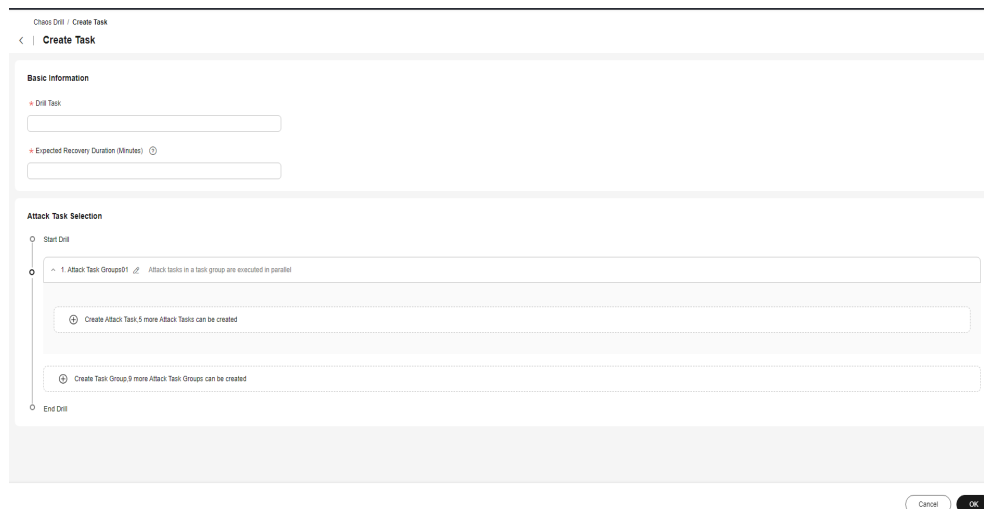 Chaos Drill / Create Task
Create Task
Basic Information
* Drill Task
* Expected Recovery Duration (Minutes) ?
Attack Task Selection
Start Drill
1. Attack Task Groups01 Attack tasks in a task group are executed in parallel
Create Attack Task,5 more Attack Tasks can be created
Create Task Group,9 more Attack Task Groups can be created
End Drill
Cancel OK